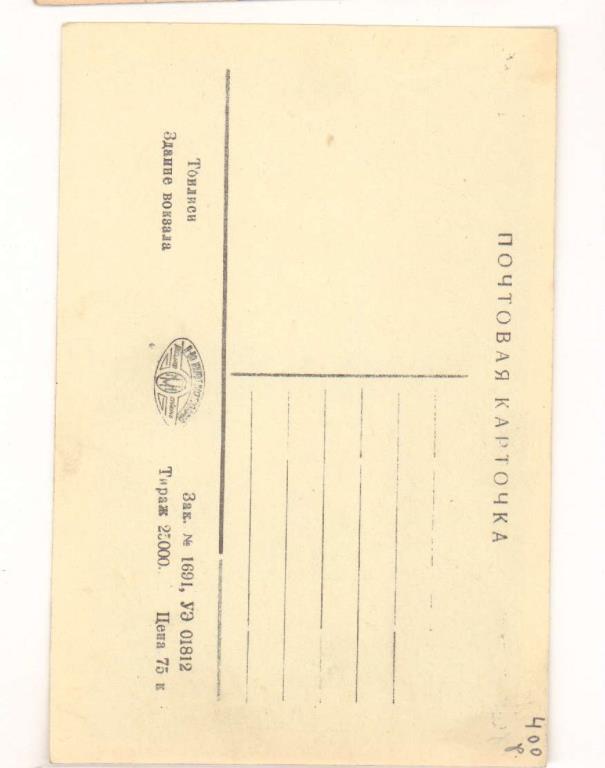 ПОЧТОВАЯ КАРТОЧКА
Тбилиси
Здание вокзала
Зак. № 1691, УЭ 01812
Тираж 25000. Цена 75 к
400
р.